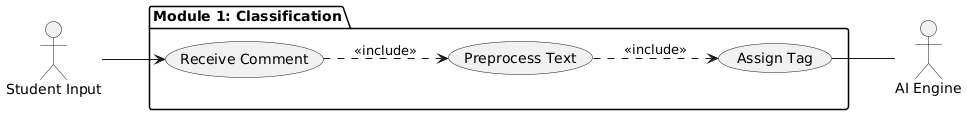 Module 1: Classification
Student Input
Receive Comment
«include»
Preprocess Text
«include»
Assign Tag
AI Engine